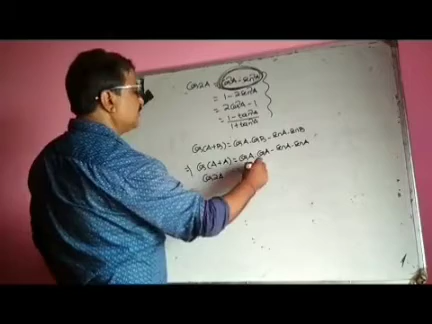 Cos2A = Cos²A - Sin²A
= 1 - 2Sin²A
= 2Cos²A - 1
= 1 - tan²A / 1 + tan²A
Cos(A+B) = CosA·CosB - SinA·SinB
⇒ Cos(A+A) = CosA·CosA - SinA·SinA
Cos2A